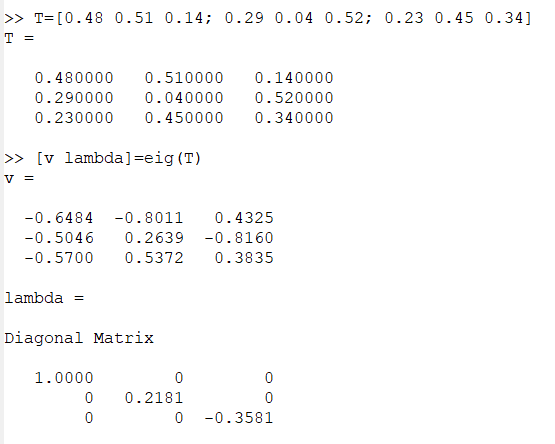 >> T=[0.48 0.51 0.14; 0.29 0.04 0.52; 0.23 0.45 0.34]
T =
0.480000 0.510000 0.140000
0.290000 0.040000 0.520000
0.230000 0.450000 0.340000
>> [v lambda]=eig(T)
v =
-0.6484 -0.8011 0.4325
-0.5046 0.2639 -0.8160
-0.5700 0.5372 0.3835
lambda =
Diagonal Matrix
1.0000 0 0
0 0.2181 0
0 0 -0.3581